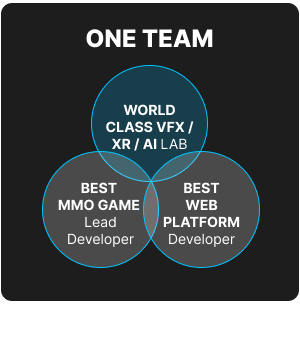 ONE TEAM
WORLD
CLASS VFX /
XR / AI LAB
BEST
MMO GAME
Lead
Developer
BEST
WEB
PLATFORM
Developer